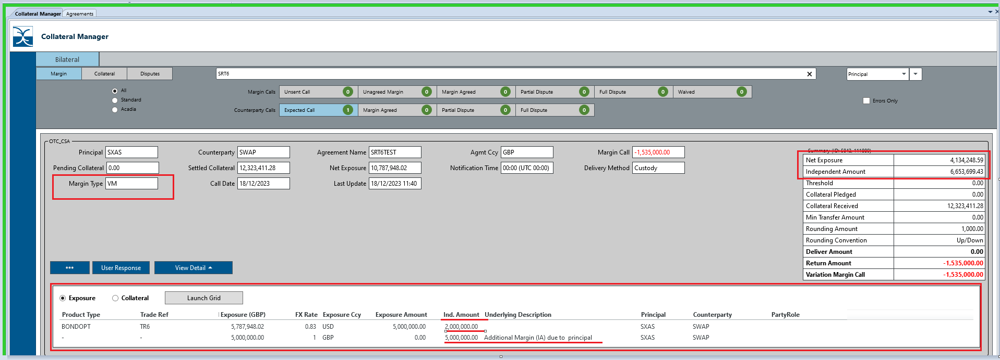 Collateral Manager Agreements
Collateral Manager
Bilateral
Margin Collateral Disputes SRT6 Principal
All
Standard
Acadia
Margin Calls Unsent Call 0 Unagreed Margin 0 Margin Agreed 0 Partial Dispute 0 Full Dispute 0 Waived 0
Errors Only
Counterparty Calls Expected Call 1 Margin Agreed 0 Partial Dispute 0 Full Dispute 0
OTC_CSA
Principal SXAS Counterparty SWAP Agreement Name SRT6TEST Agmt Ccy GBP Margin Call -1,535,000.00
Pending Collateral 0.00 Settled Collateral 12,323,411.28 Net Exposure 10,787,948.02 Notification Time 00:00 (UTC 00:00) Delivery Method Custody
Margin Type VM Call Date 18/12/2023 Last Update 18/12/2023 11:40
Summary (ID: 5842, 111888)
Net Exposure 4,134,248.59
Independent Amount 6,653,699.43
Threshold 0.00
Collateral Pledged 0.00
Collateral Received 12,323,411.28
Min Transfer Amount 0.00
Rounding Amount 1,000.00
Rounding Convention Up/Down
Deliver Amount 0.00
Return Amount -1,535,000.00
Variation Margin Call -1,535,000.00
••• User Response View Detail
Exposure Collateral Launch Grid
Product Type Trade Ref Exposure (GBP) FX Rate Exposure Ccy Exposure Amount Ind. Amount Underlying Description Principal Counterparty PartyRole
BONDOPT TR6 5,787,948.02 0.83 USD 5,000,000.00 2,000,000.00 SXAS SWAP
- - 5,000,000.00 1 GBP 0.00 5,000,000.00 Additional Margin (IA) due to principal SXAS SWAP